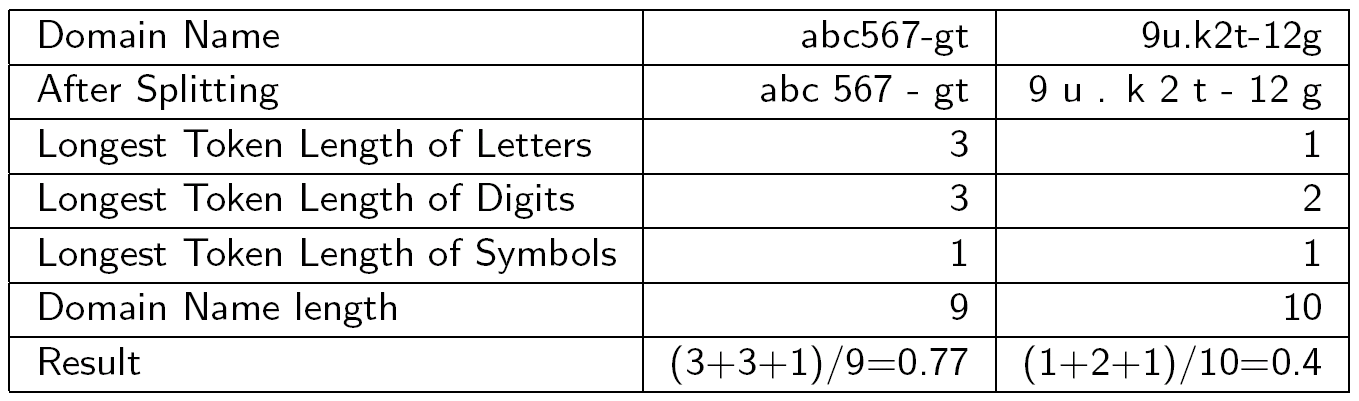 Domain Name abc567-gt 9u.k2t-12g
After Splitting abc 567 - gt 9 u . k 2 t - 12 g
Longest Token Length of Letters 3 1
Longest Token Length of Digits 3 2
Longest Token Length of Symbols 1 1
Domain Name length 9 10
Result (3+3+1)/9=0.77 (1+2+1)/10=0.4